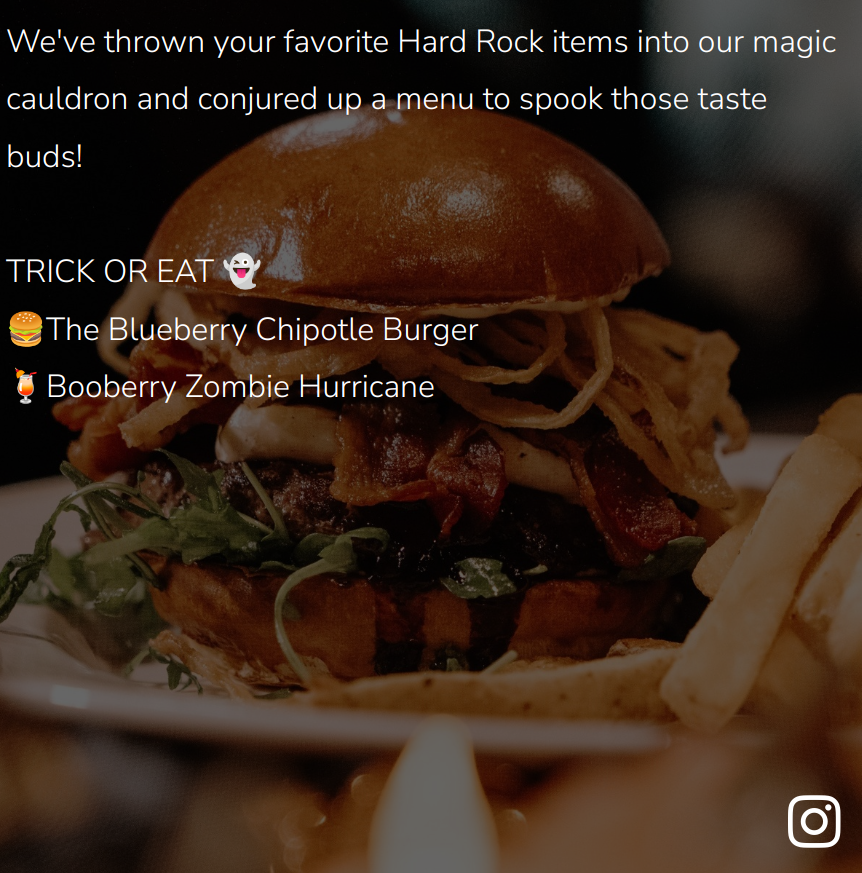 We've thrown your favorite Hard Rock items into our magic
cauldron and conjured up a menu to spook those taste
buds!
TRICK OR EAT 👻
🍔The Blueberry Chipotle Burger
🍹Booberry Zombie Hurricane